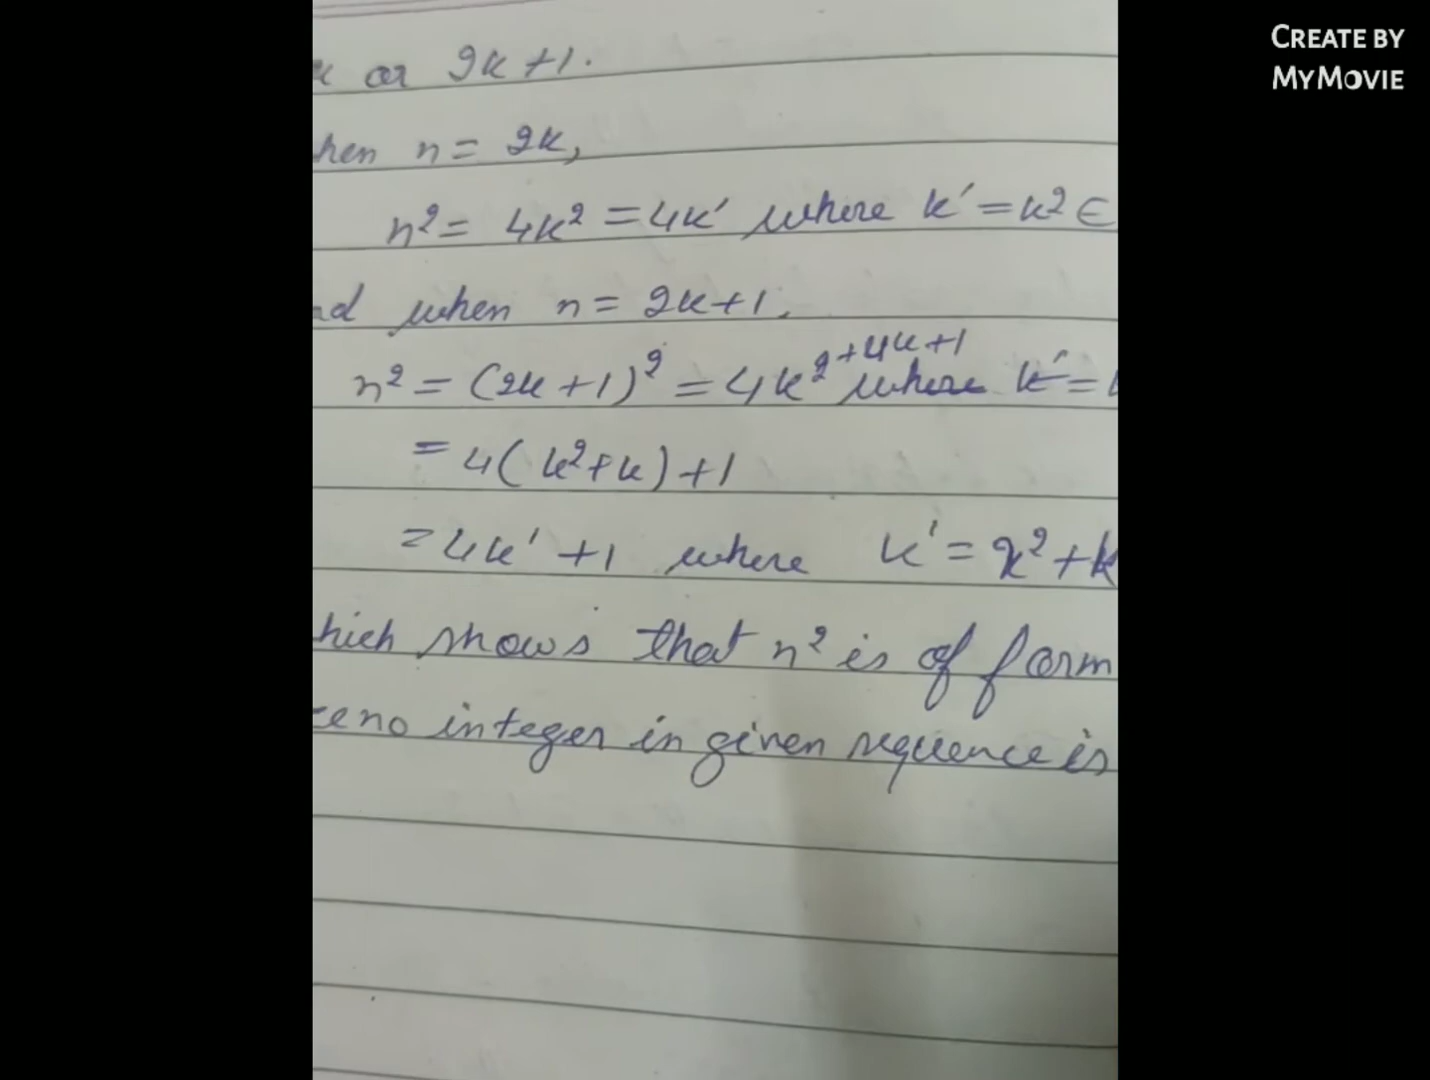 or 2k+1.
hen n = 2k,
n² = 4k² = 4k' where k' = k² ∈
nd when n = 2k+1,
n² = (2k+1)² = 4k²+4k+1 where k' =
= 4(k²+k)+1
= 4k' +1 where k' = k²+k
hich shows that n² is of form
ce no integer in given sequence is
CREATE BY
MYMOVIE